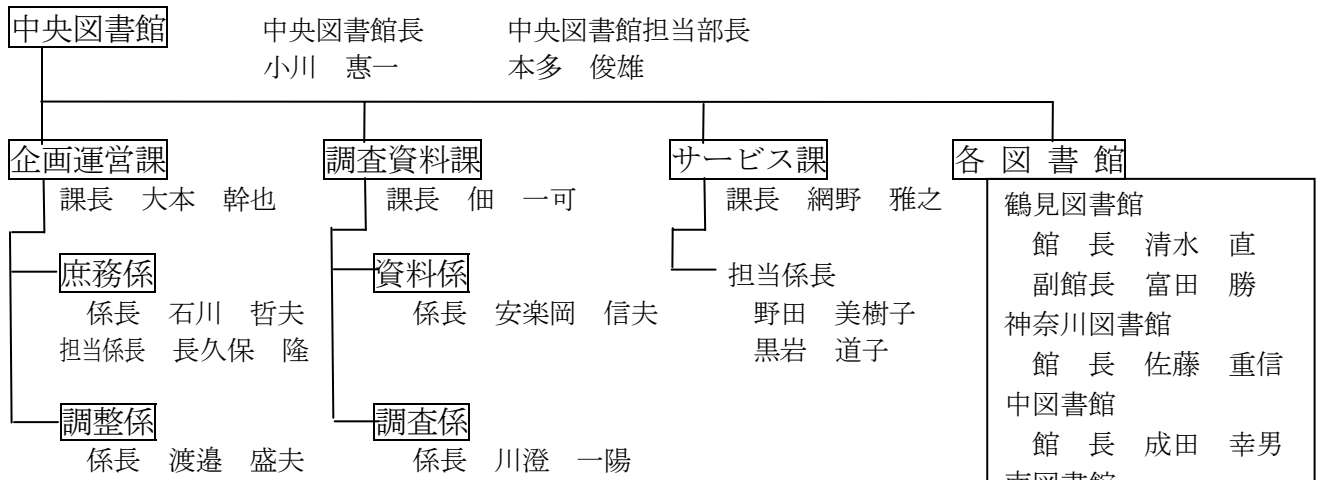 中央図書館　中央図書館長　中央図書館担当部長
小川　惠一　本多　俊雄
企画運営課
課長　大本　幹也
庶務係
係長　石川　哲夫
担当係長　長久保　隆
調整係
係長　渡邉　盛夫
調査資料課
課長　佃　一可
資料係
係長　安楽岡　信夫
調査係
係長　川澄　一陽
サービス課
課長　網野　雅之
担当係長
野田　美樹子
黒岩　道子
各図書館
鶴見図書館
館　長　清水　直
副館長　富田　勝
神奈川図書館
館　長　佐藤　重信
中図書館
館　長　成田　幸男
南図書館